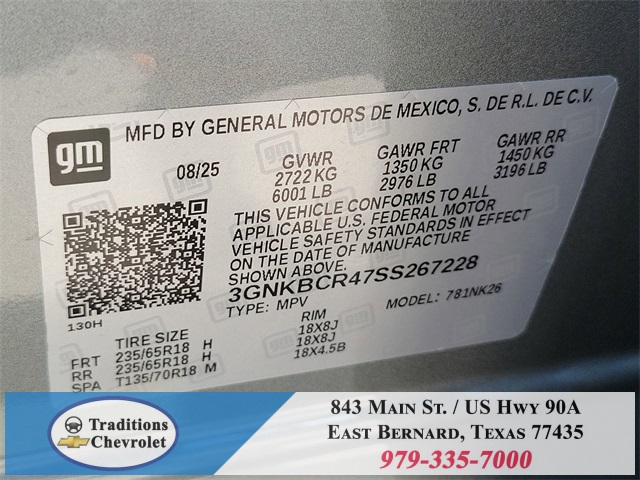 MFD BY GENERAL MOTORS DE MEXICO, S. DE R.L. DE C.V.
gm
08/25
GVWR
2722 KG
6001 LB
GAWR FRT
1350 KG
2976 LB
GAWR RR
1450 KG
3196 LB
THIS VEHICLE CONFORMS TO ALL
APPLICABLE U.S. FEDERAL MOTOR
VEHICLE SAFETY STANDARDS IN EFFECT
ON THE DATE OF MANUFACTURE
SHOWN ABOVE.
3GNKBCR47SS267228
TYPE: MPV
MODEL: 781NK26
130H
TIRE SIZE
RIM
FRT 235/65R18 H 18X8J
RR 235/65R18 H 18X8J
SPA T135/70R18 M 18X4.5B
Traditions
Chevrolet
843 MAIN ST. / US HWY 90A
EAST BERNARD, TEXAS 77435
979-335-7000